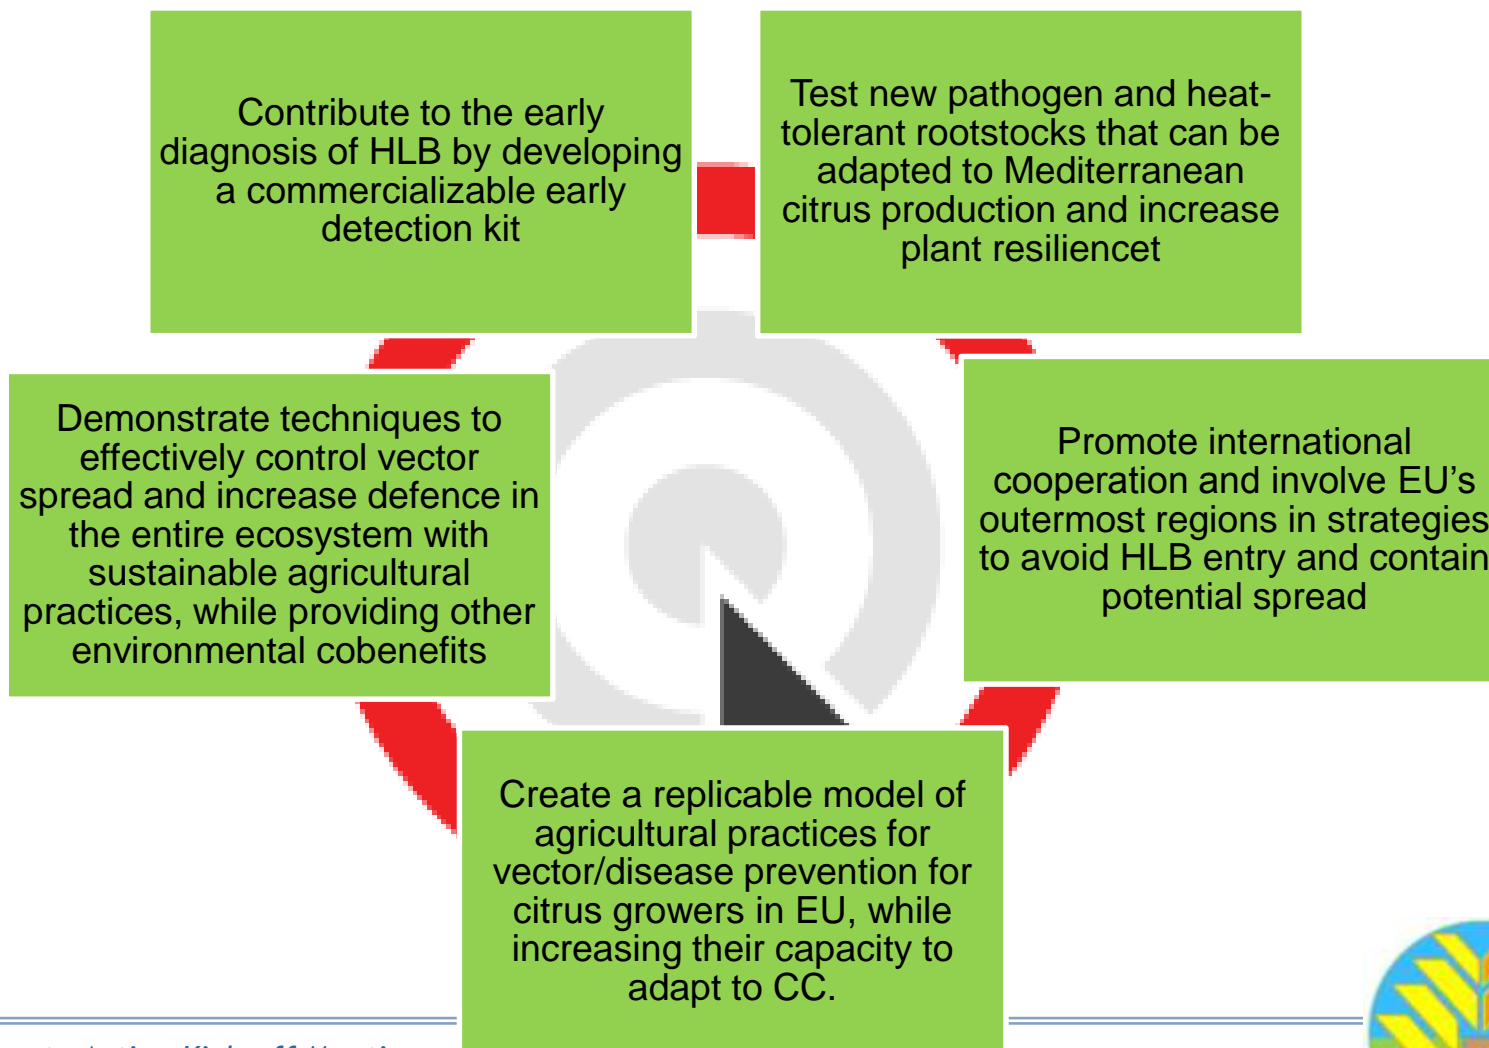 Contribute to the early
diagnosis of HLB by developing
a commercializable early
detection kit
Test new pathogen and heat-
tolerant rootstocks that can be
adapted to Mediterranean
citrus production and increase
plant resiliencet
Demonstrate techniques to
effectively control vector
spread and increase defence in
the entire ecosystem with
sustainable agricultural
practices, while providing other
environmental cobenefits
Promote international
cooperation and involve EU’s
outermost regions in strategies
to avoid HLB entry and contain
potential spread
Create a replicable model of
agricultural practices for
vector/disease prevention for
citrus growers in EU, while
increasing their capacity to
adapt to CC.